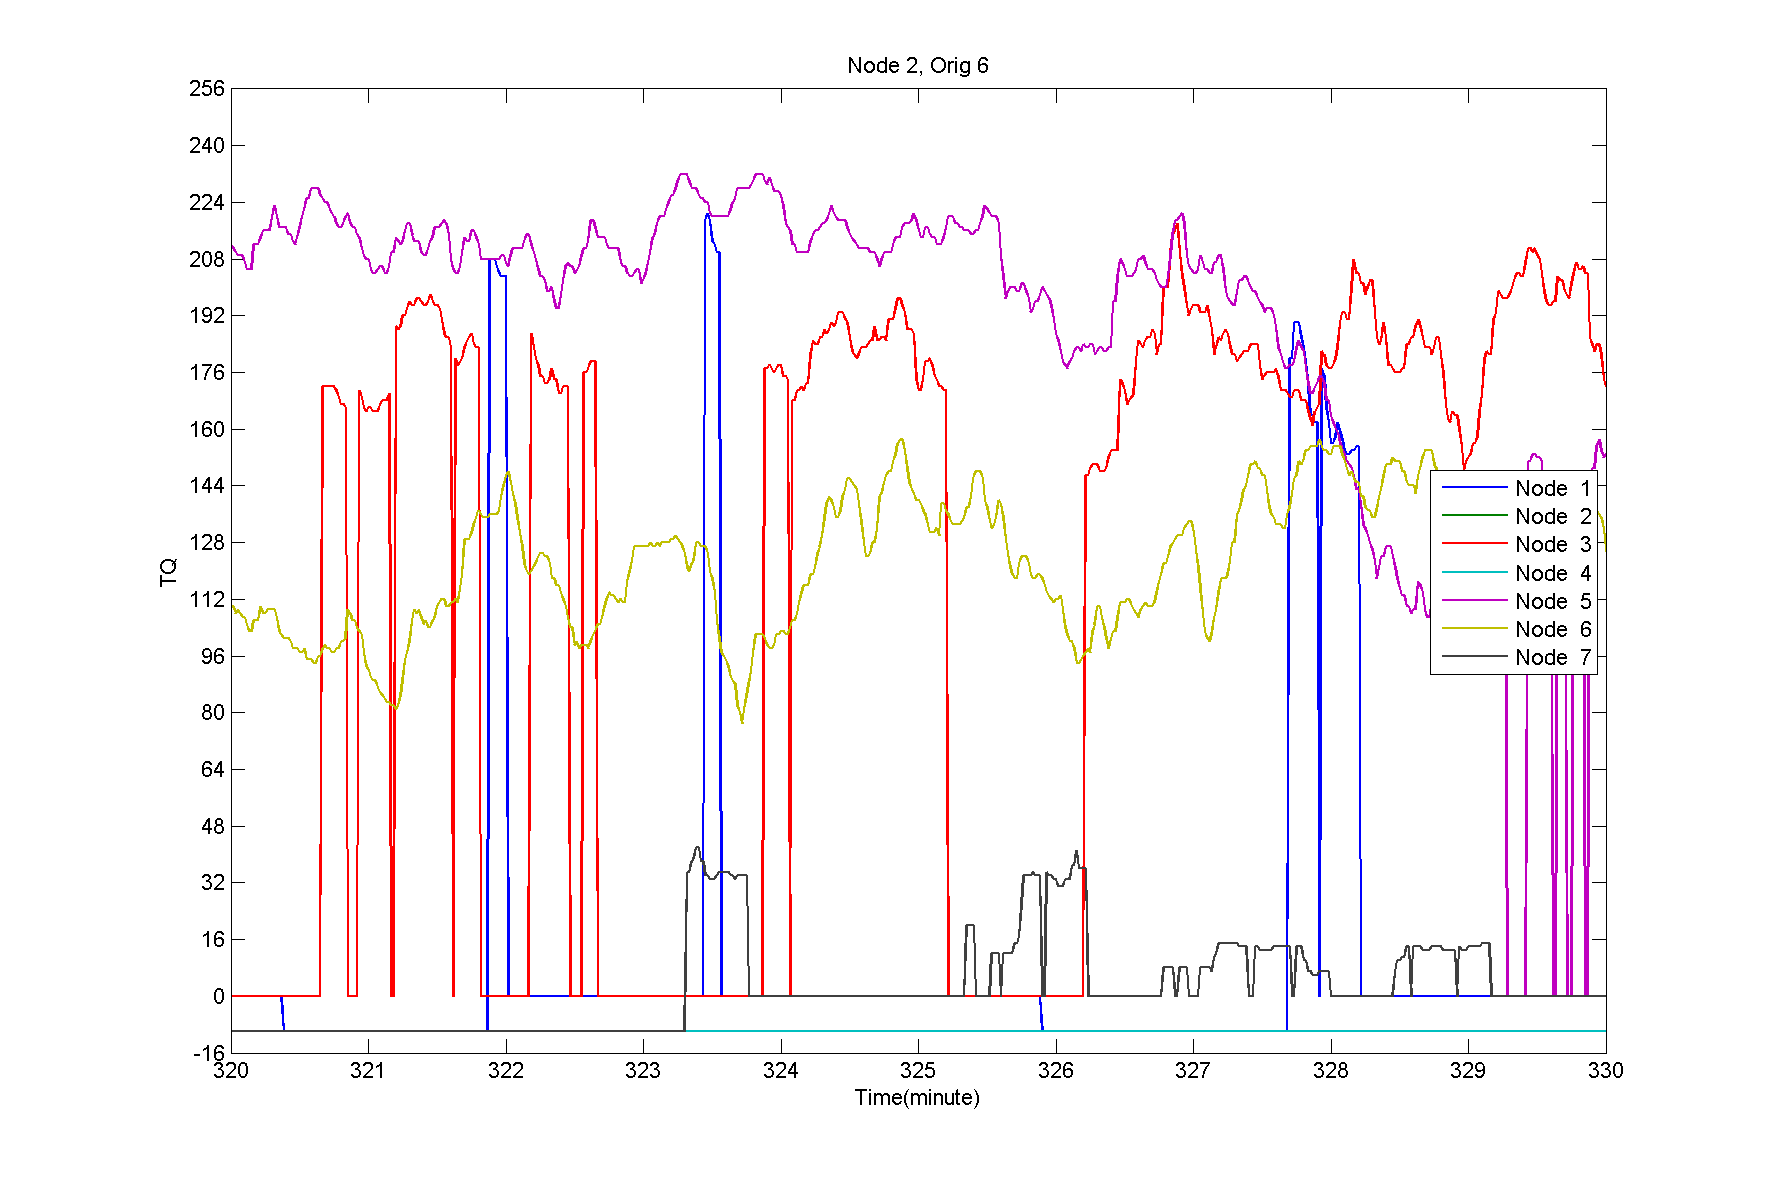 Node 2, Orig 6
256
240
224
208
192
176
160
144
128
112
96
80
64
48
32
16
0
-16
TQ
Node 1
Node 2
Node 3
Node 4
Node 5
Node 6
Node 7
320 321 322 323 324 325 326 327 328 329 330
Time(minute)